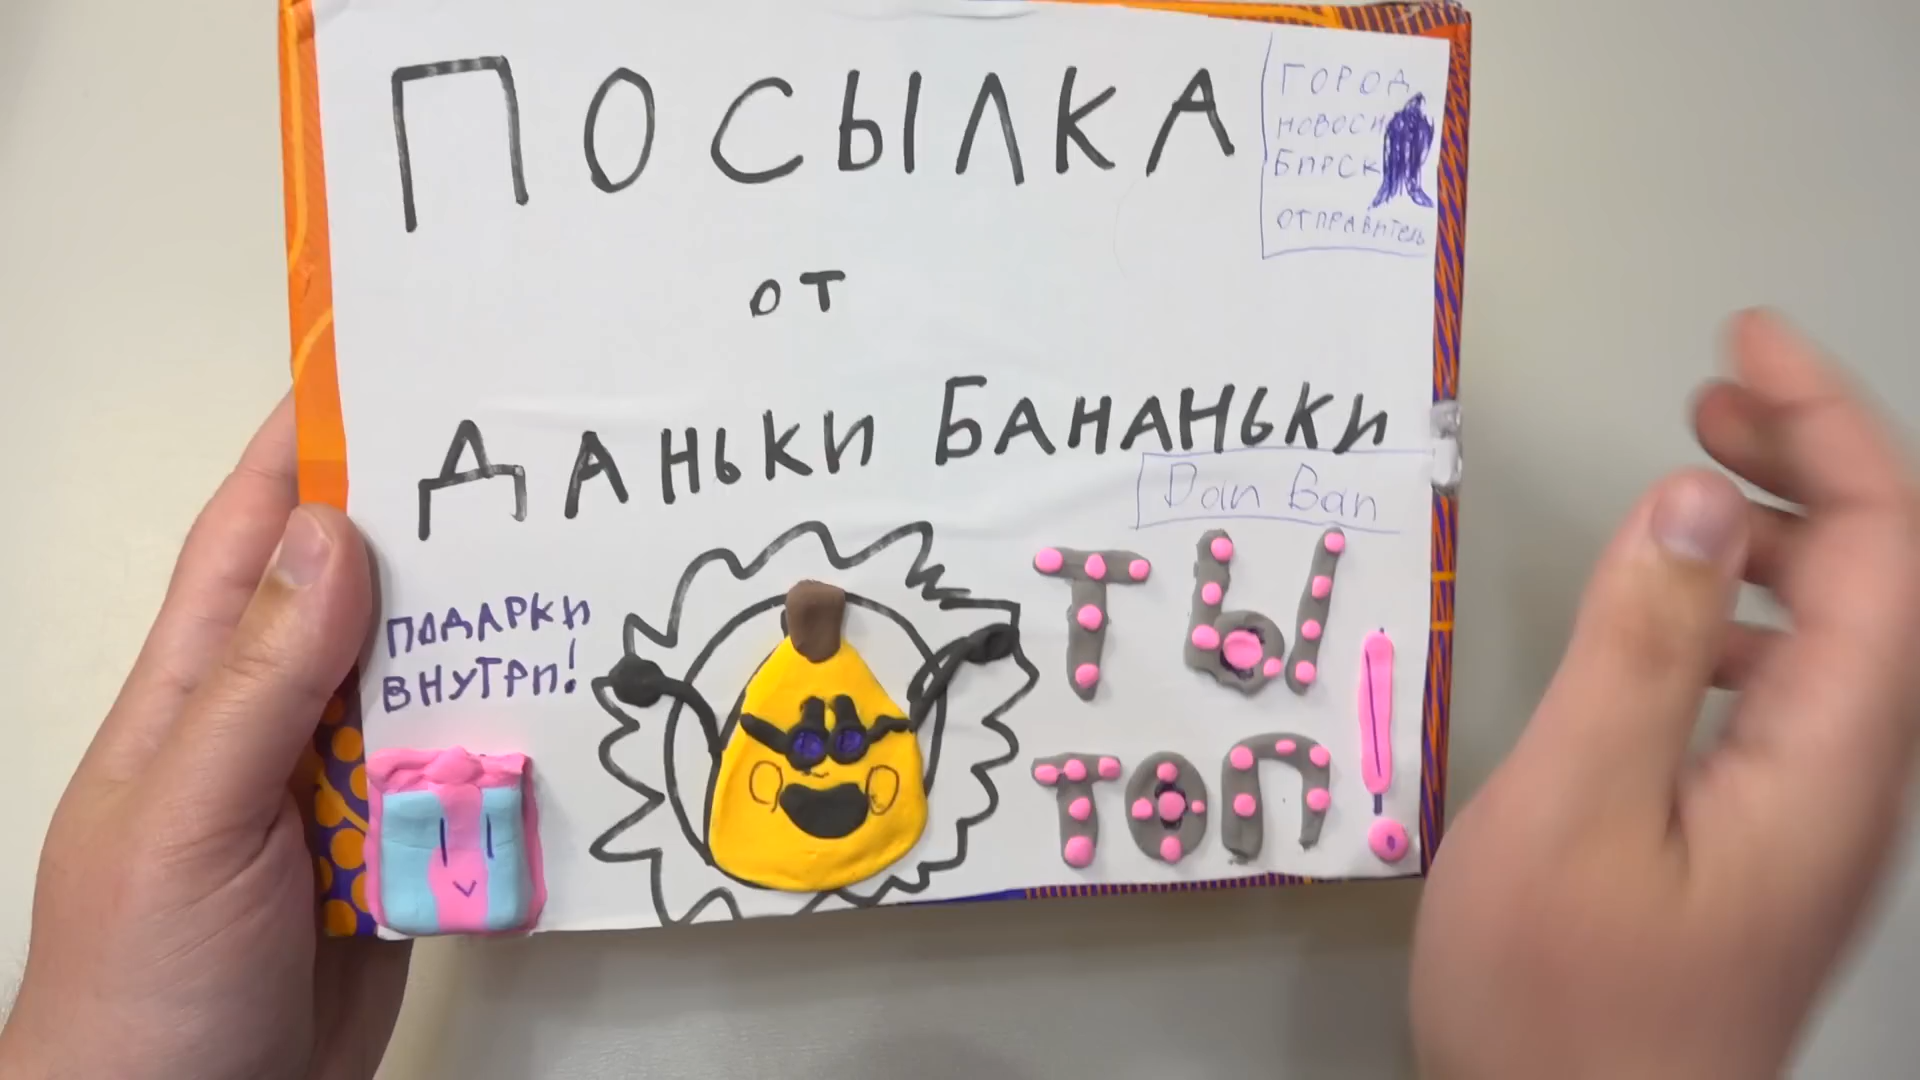 ПОСЫЛКА
от
ДАНЬКИ БАНАНЬКИ
ГОРОД
НОВОСИ
БИРСК
ОТПРАВИТЕЛЬ
Dan Ban
ПОДАРКИ
ВНУТРИ!
ТЫ
ТОП!